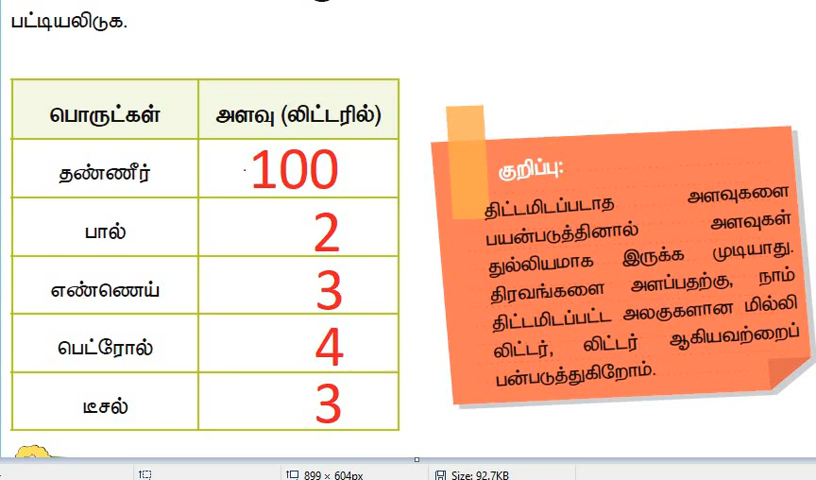 பட்டியலிடுக.
பொருட்கள் அளவு (லிட்டரில்)
தண்ணீர் 100
பால் 2
எண்ணெய் 3
பெட்ரோல் 4
டீசல் 3
குறிப்பு:
திட்டமிடப்படாத அளவுகளை
பயன்படுத்தினால் அளவுகள்
துல்லியமாக இருக்க முடியாது.
திரவங்களை அளப்பதற்கு, நாம்
திட்டமிடப்பட்ட அலகுகளான மில்லி
லிட்டர், லிட்டர் ஆகியவற்றைப்
பன்படுத்துகிறோம்.
899 × 604px Size: 92.7KB